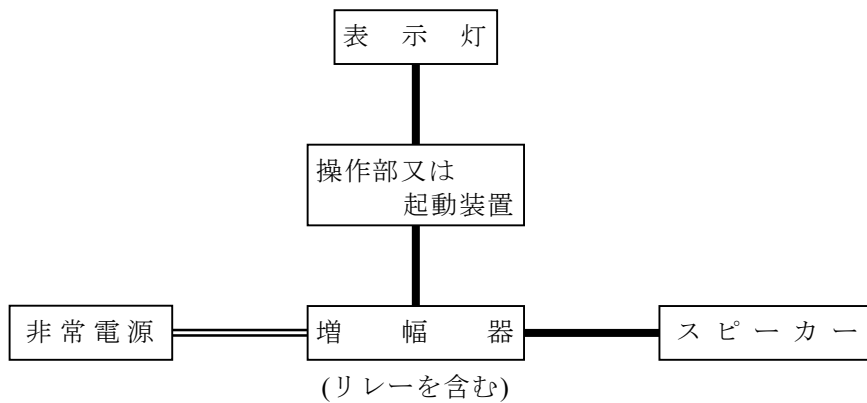 表示灯
操作部又は
起動装置
非常電源
増幅器
スピーカー
(リレーを含む)